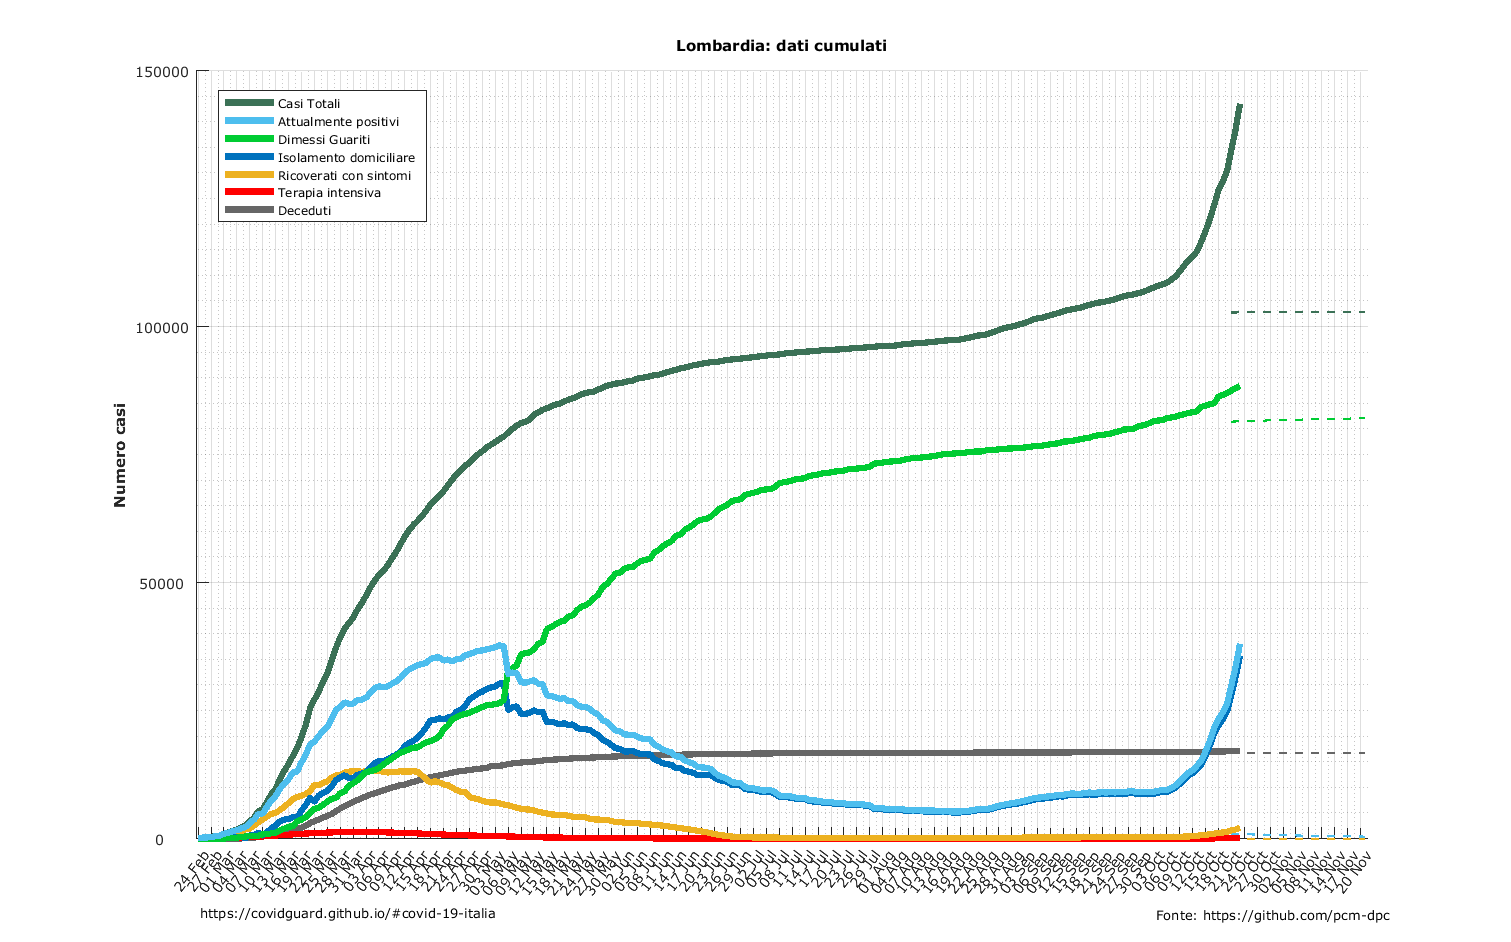 Lombardia: dati cumulati
150000
100000
50000
0
Numero casi
Casi Totali
Attualmente positivi
Dimessi Guariti
Isolamento domiciliare
Ricoverati con sintomi
Terapia intensiva
Deceduti
24 Feb
27 Feb
01 Mar
04 Mar
07 Mar
10 Mar
13 Mar
16 Mar
19 Mar
22 Mar
25 Mar
28 Mar
31 Mar
03 Apr
06 Apr
09 Apr
12 Apr
15 Apr
18 Apr
21 Apr
24 Apr
27 Apr
30 Apr
03 May
06 May
09 May
12 May
15 May
18 May
21 May
24 May
27 May
30 May
02 Jun
05 Jun
08 Jun
11 Jun
14 Jun
17 Jun
20 Jun
23 Jun
26 Jun
29 Jun
02 Jul
05 Jul
08 Jul
11 Jul
14 Jul
17 Jul
20 Jul
23 Jul
26 Jul
29 Jul
01 Aug
04 Aug
07 Aug
10 Aug
13 Aug
16 Aug
19 Aug
22 Aug
25 Aug
28 Aug
31 Aug
03 Sep
06 Sep
09 Sep
12 Sep
15 Sep
18 Sep
21 Sep
24 Sep
27 Sep
30 Sep
03 Oct
06 Oct
09 Oct
12 Oct
15 Oct
18 Oct
21 Oct
24 Oct
27 Oct
30 Oct
02 Nov
05 Nov
08 Nov
11 Nov
14 Nov
17 Nov
20 Nov
https://covidguard.github.io/#covid-19-italia
Fonte: https://github.com/pcm-dpc